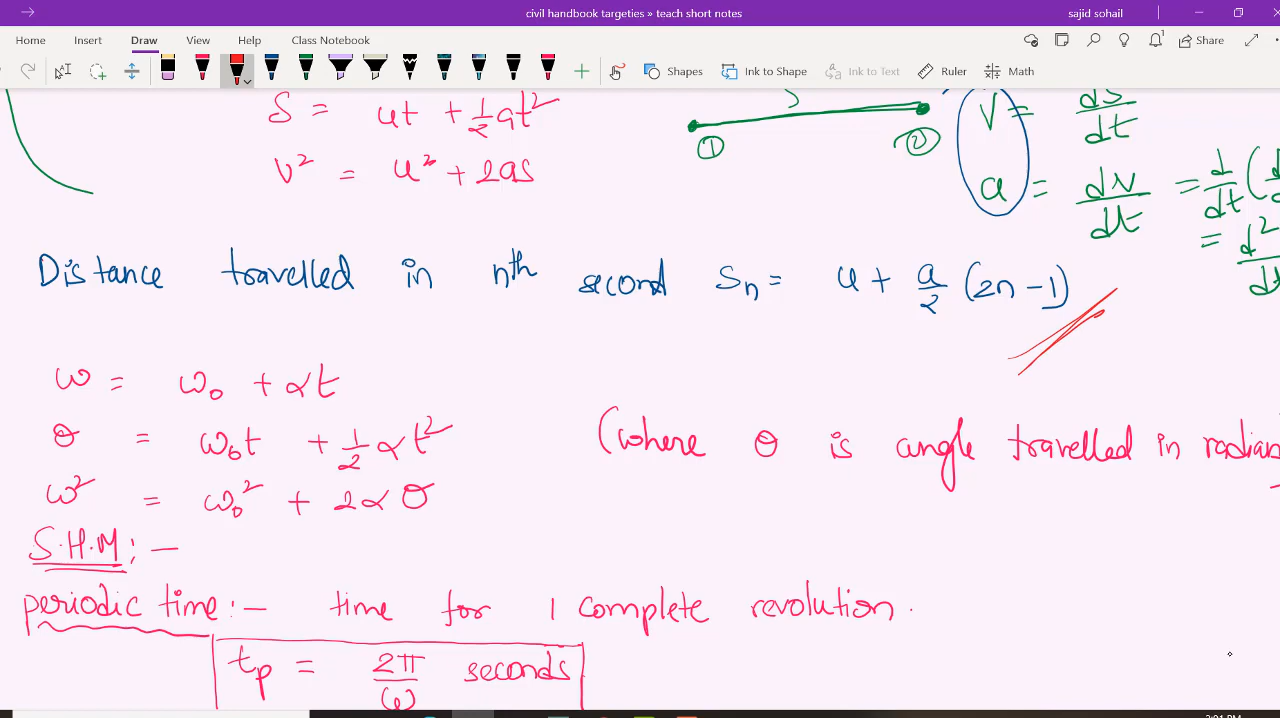 civil handbook targeties » teach short notes
sajid sohail
Home Insert Draw View Help Class Notebook
Share
Shapes Ink to Shape Ink to Text Ruler Math
S = ut + 1/2 at²
V² = u² + 2as
S
① ②
V = ds/dt
a = dv/dt = d/dt (
= d²
Distance travelled in nth second Sn = u + a/2 (2n - 1)
ω = ω₀ + αt
θ = ω₀t + 1/2 αt²
(where θ is angle travelled in radian
ω² = ω₀² + 2αθ
S.H.M: -
periodic time: - time for 1 complete revolution.
tp = 2π/ω seconds